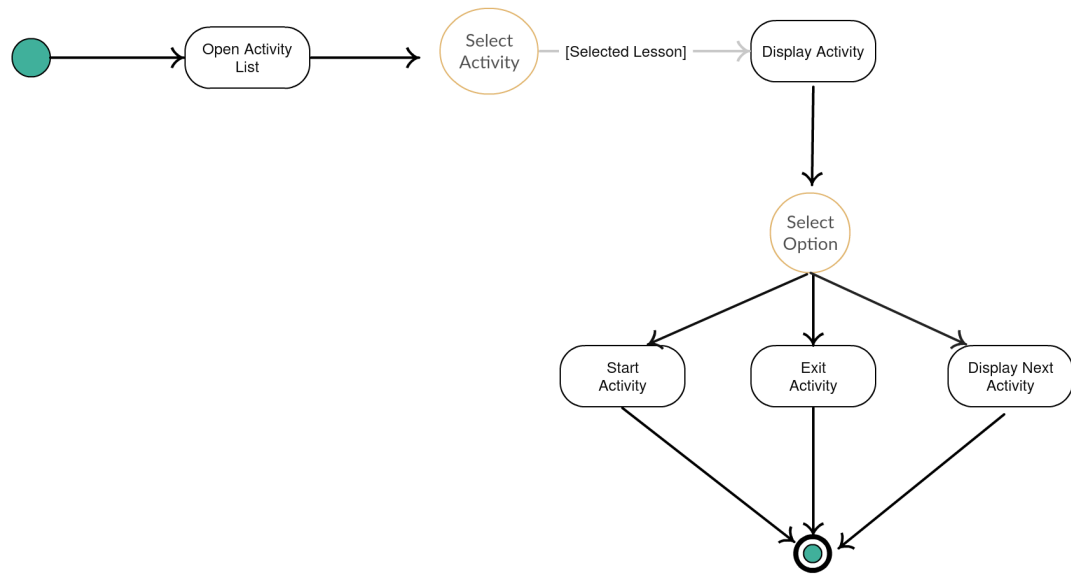 Open Activity
List
Select
Activity
[Selected Lesson]
Display Activity
Select
Option
Start
Activity
Exit
Activity
Display Next
Activity